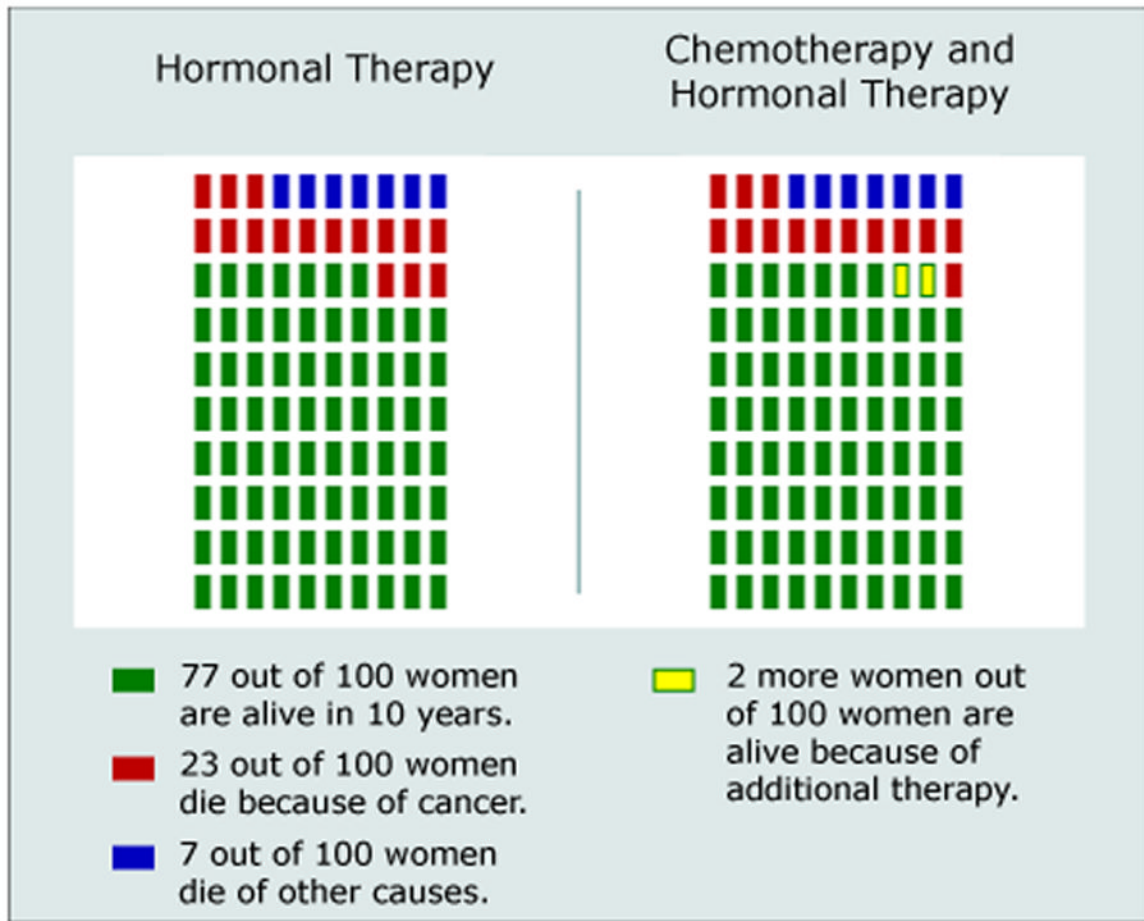 Hormonal Therapy
Chemotherapy and
Hormonal Therapy
77 out of 100 women
are alive in 10 years.
23 out of 100 women
die because of cancer.
7 out of 100 women
die of other causes.
2 more women out
of 100 women are
alive because of
additional therapy.